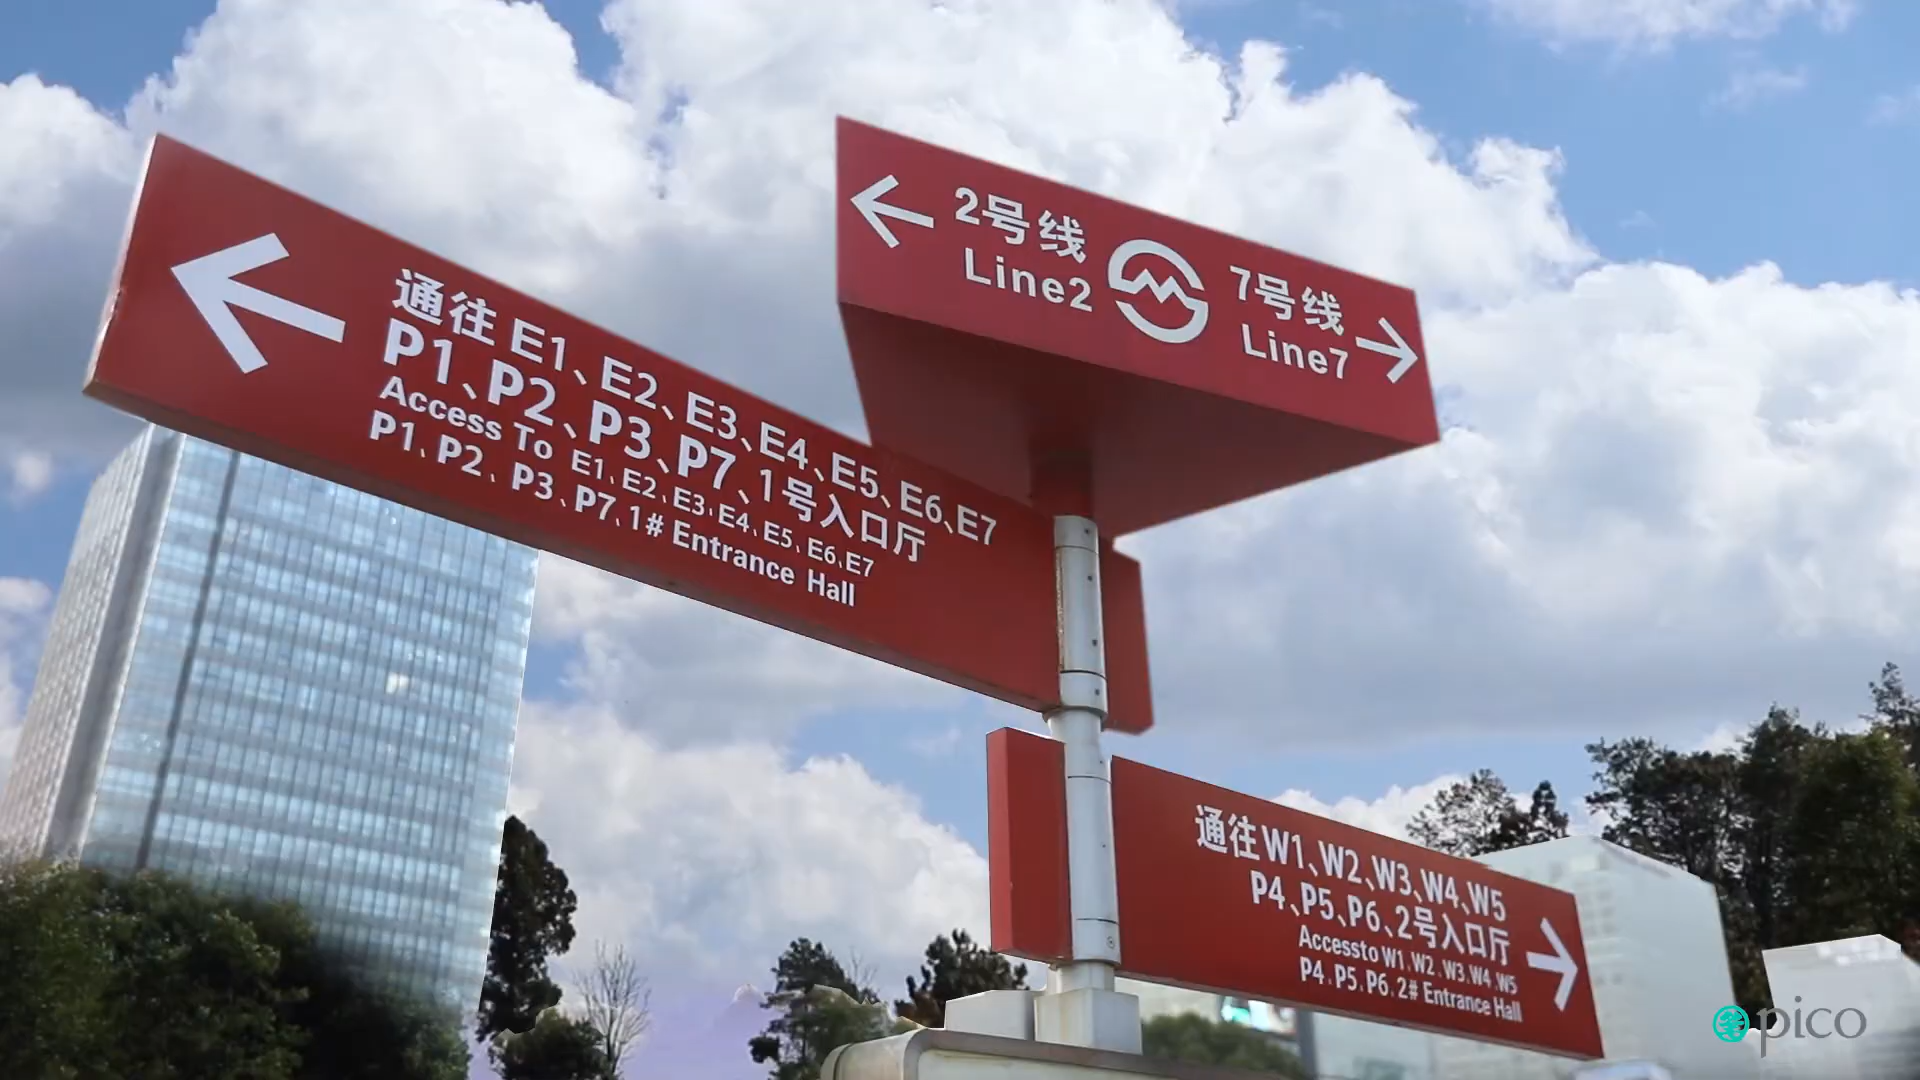 2号线
Line2
7号线
Line7
通往 E1、E2、E3、E4、E5、E6、E7
P1、P2、P3、P7、1号入口厅
Access To E1、E2、E3、E4、E5、E6、E7
P1、P2、P3、P7、1# Entrance Hall
通往W1、W2、W3、W4、W5
P4、P5、P6、2号入口厅
Accessto W1、W2、W3、W4、W5
P4、P5、P6、2# Entrance Hall
pico